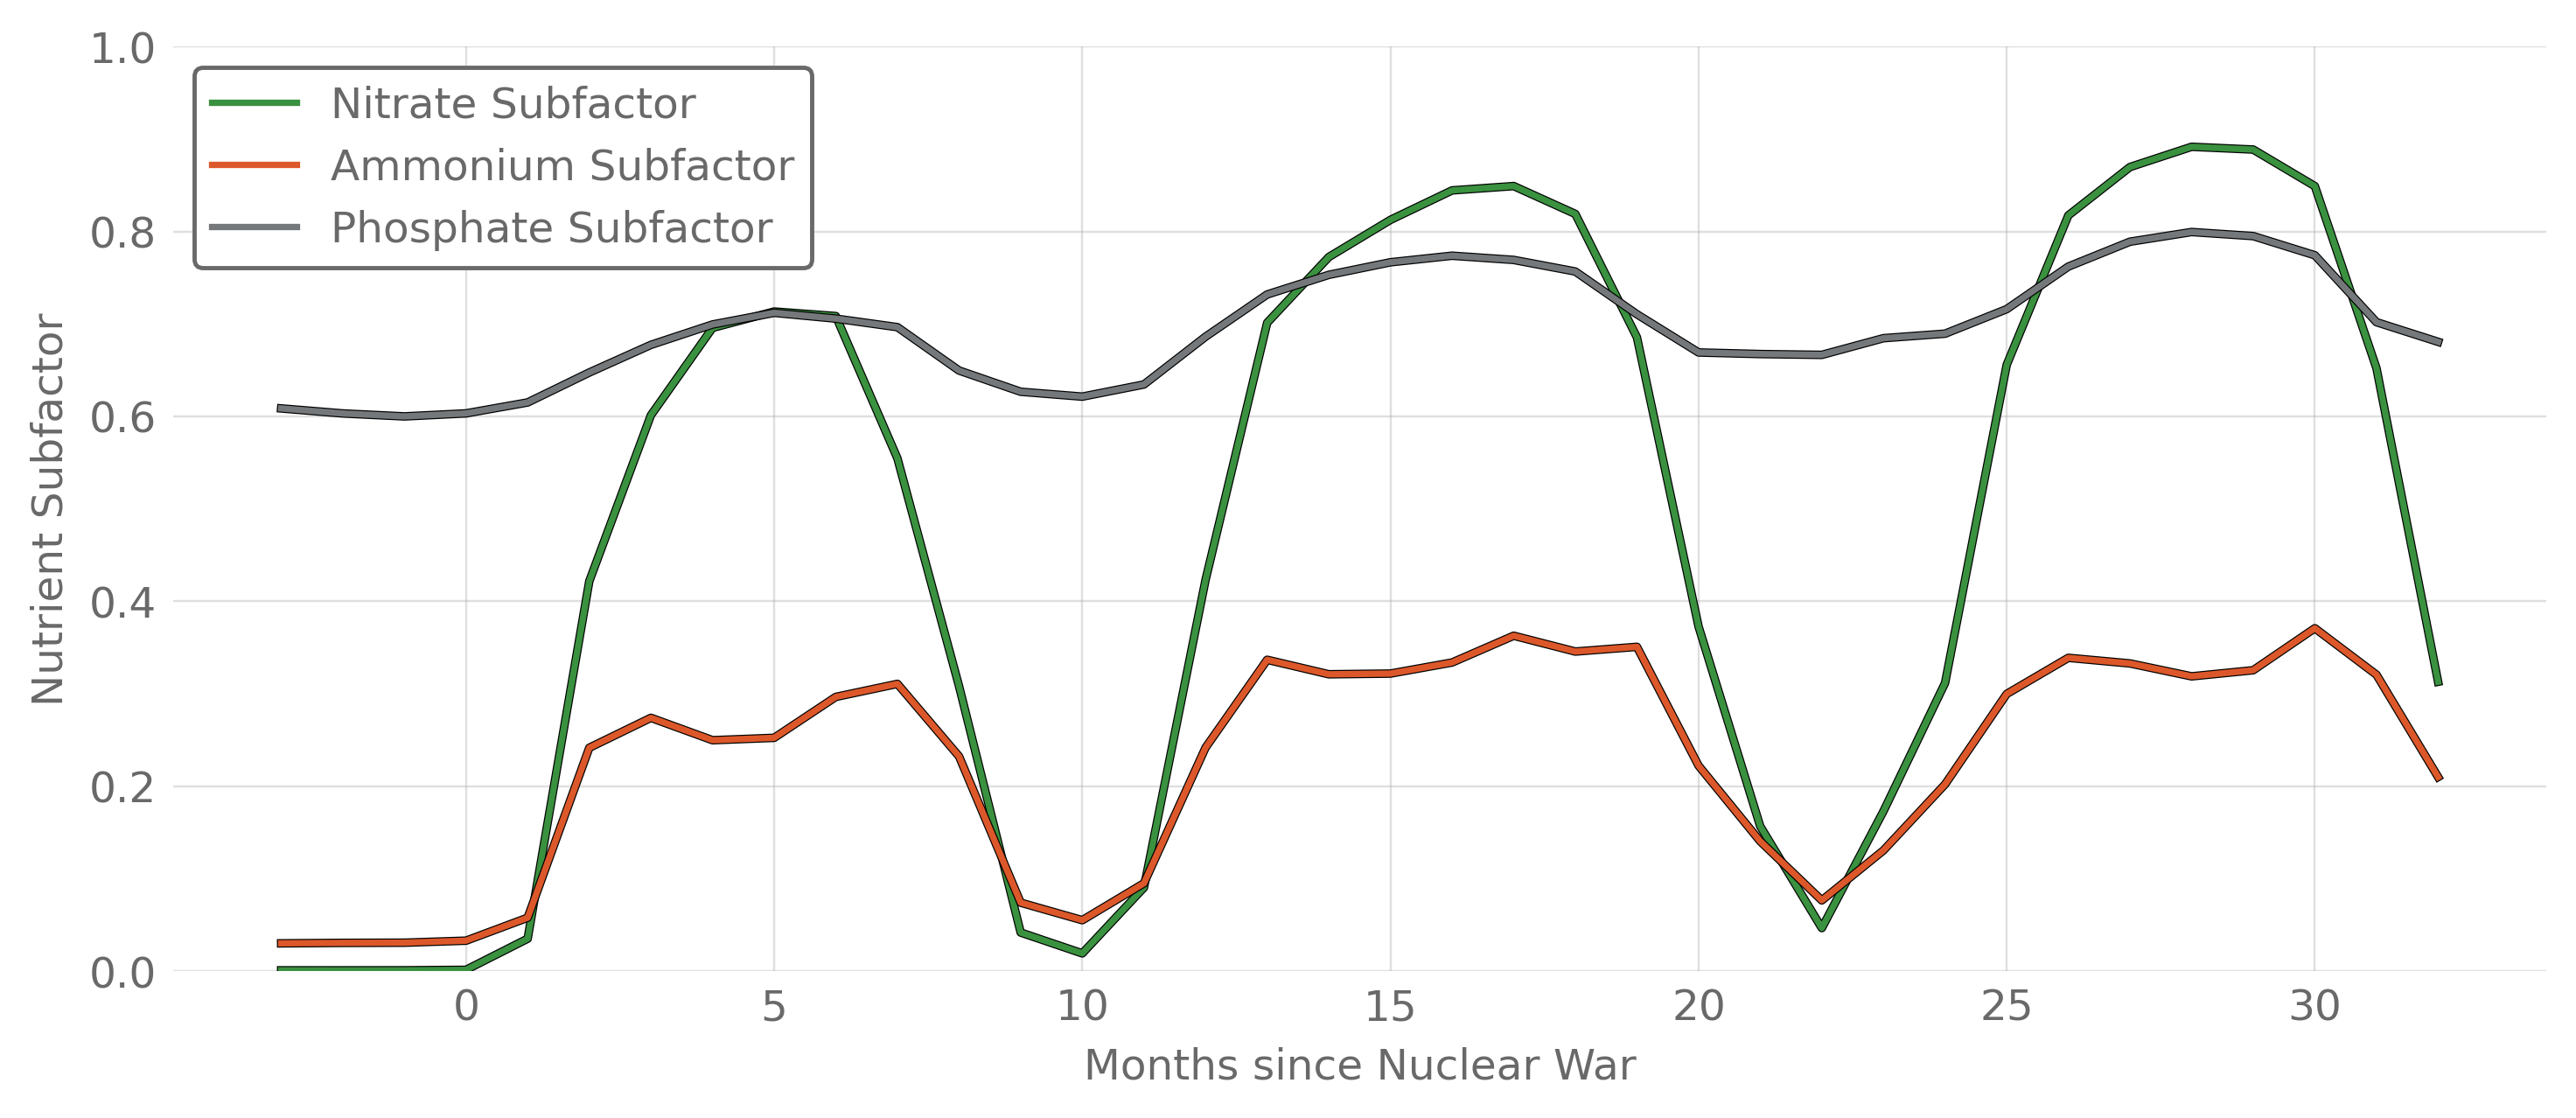 Nitrate Subfactor
Ammonium Subfactor
Phosphate Subfactor
1.0
0.8
0.6
0.4
0.2
0.0
Nutrient Subfactor
0 5 10 15 20 25 30
Months since Nuclear War